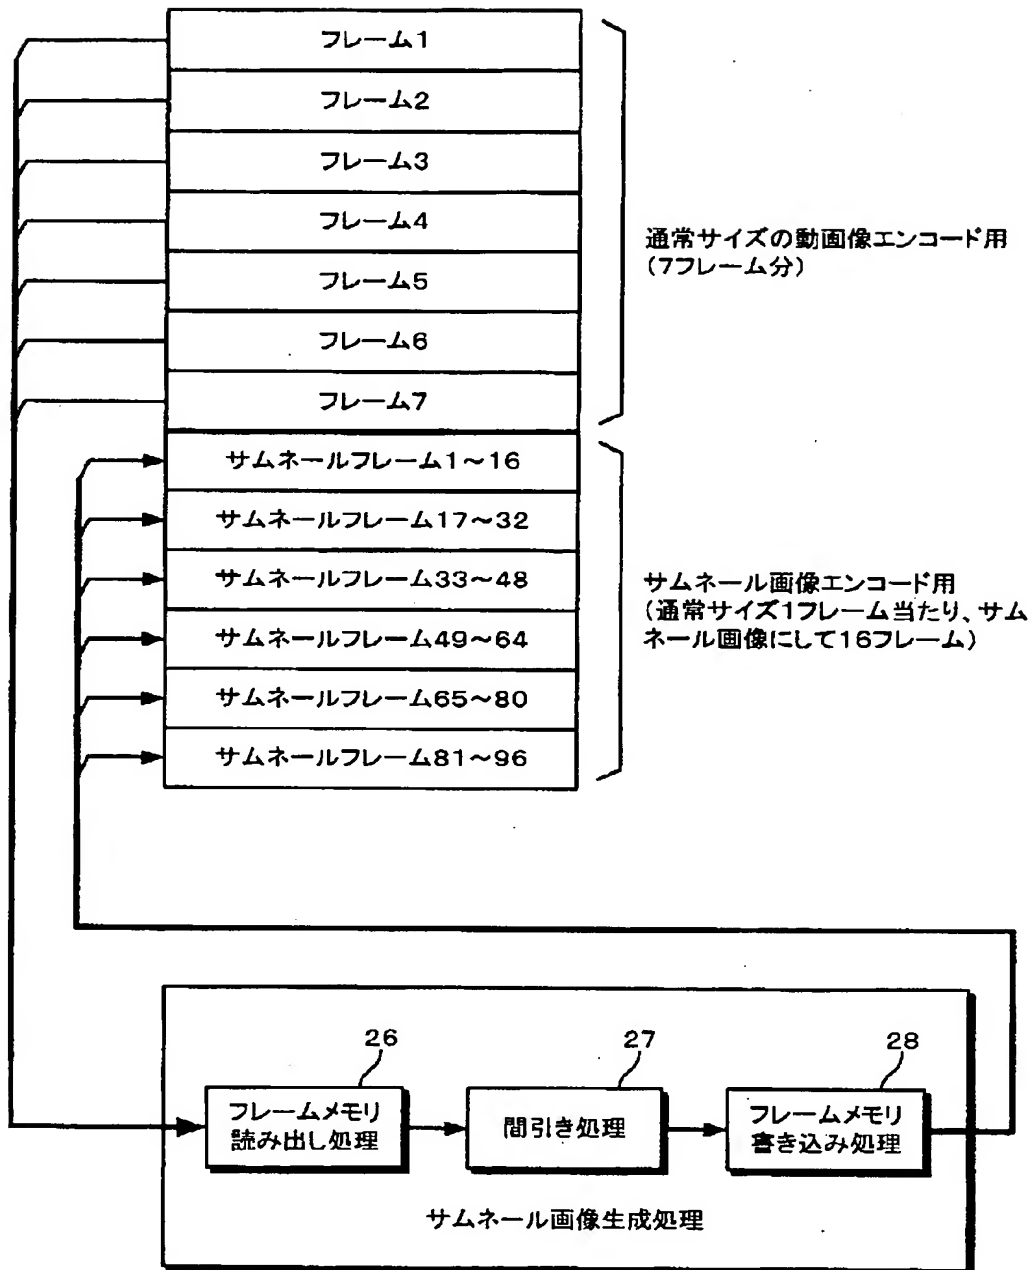 フレーム1
フレーム2
フレーム3
フレーム4
フレーム5
フレーム6
フレーム7
通常サイズの動画像エンコード用
(7フレーム分)
サムネールフレーム1～16
サムネールフレーム17～32
サムネールフレーム33～48
サムネールフレーム49～64
サムネールフレーム65～80
サムネールフレーム81～96
サムネール画像エンコード用
(通常サイズ1フレーム当たり、サム
ネール画像にして16フレーム)
26
27
28
フレームメモリ
読み出し処理
間引き処理
フレームメモリ
書き込み処理
サムネール画像生成処理